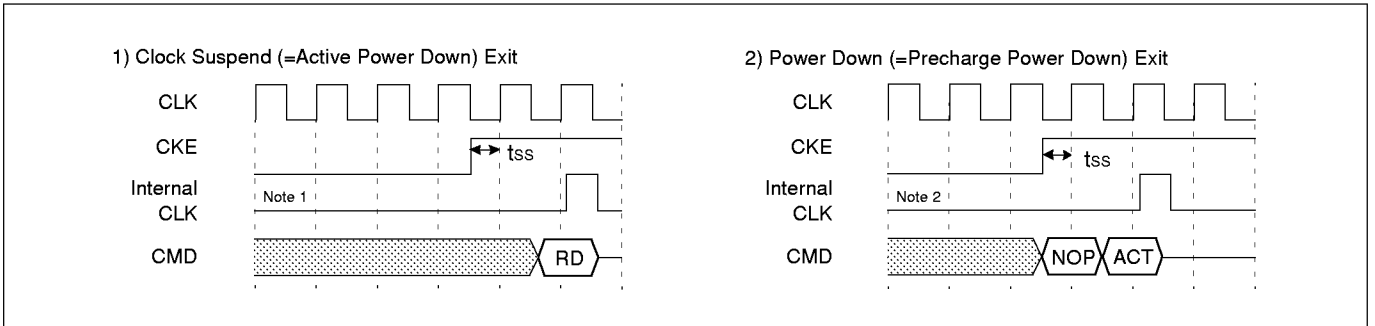 1) Clock Suspend (=Active Power Down) Exit
CLK
CKE
tss
Internal
CLK
Note 1
CMD
RD
2) Power Down (=Precharge Power Down) Exit
CLK
CKE
tss
Internal
CLK
Note 2
CMD
NOP
ACT